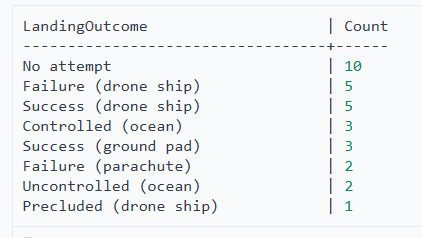 LandingOutcome | Count
---------------------------------+------
No attempt | 10
Failure (drone ship) | 5
Success (drone ship) | 5
Controlled (ocean) | 3
Success (ground pad) | 3
Failure (parachute) | 2
Uncontrolled (ocean) | 2
Precluded (drone ship) | 1